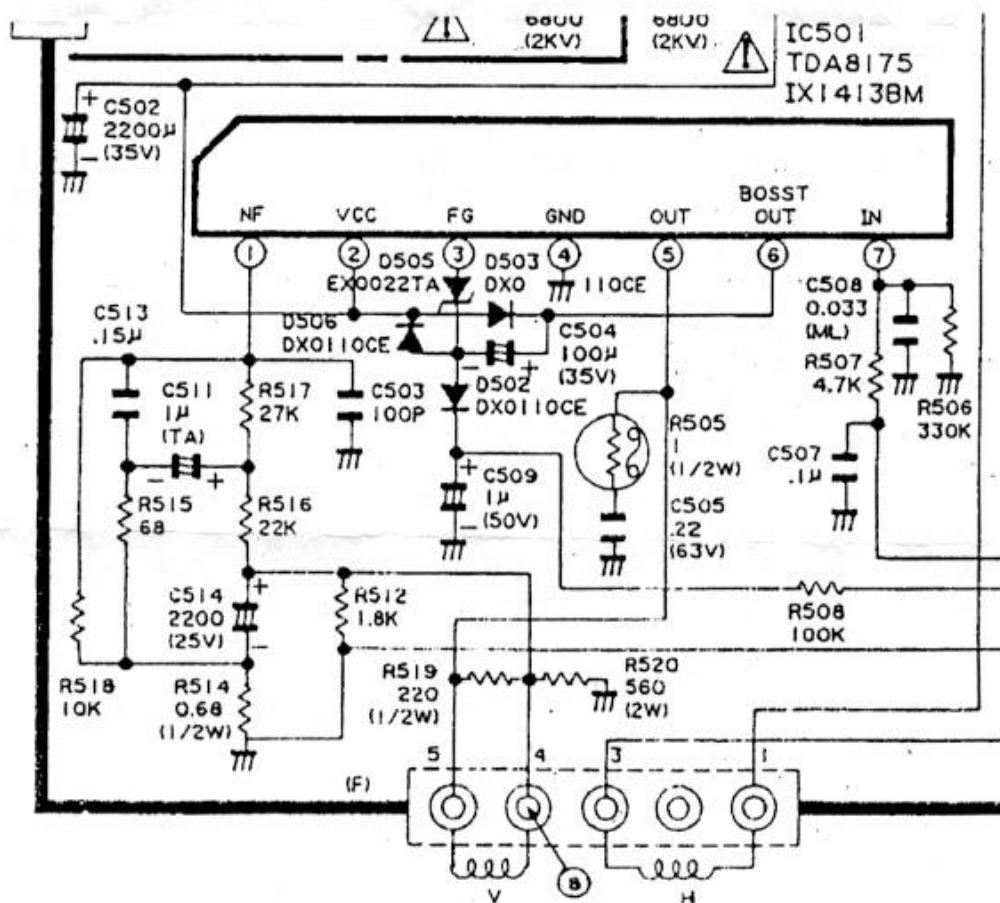 6800
(2KV)
6800
(2KV)
IC501
TDA8175
IX1413BM
+
C502
2200μ
(35V)
-
NF
VCC
FG
GND
OUT
BOSST
OUT
IN
1
2
3
4
5
6
7
D505
EX0022TA
D503
DX0
110CE
C508
0.033
(ML)
C513
.15μ
D506
DX0110CE
C504
100μ
(35V)
- +
R507
4.7K
C511
1μ
(TA)
- +
R517
27K
C503
100P
D502
DX0110CE
R505
1
(1/2W)
R506
330K
C507
.1μ
R515
68
R516
22K
+
C509
1μ
(50V)
-
C505
.22
(63V)
+
C514
2200
(25V)
-
R512
1.8K
R508
100K
R518
10K
R514
0.68
(1/2W)
R519
220
(1/2W)
R520
560
(2W)
(F)
5
4
3
1
V
8
H